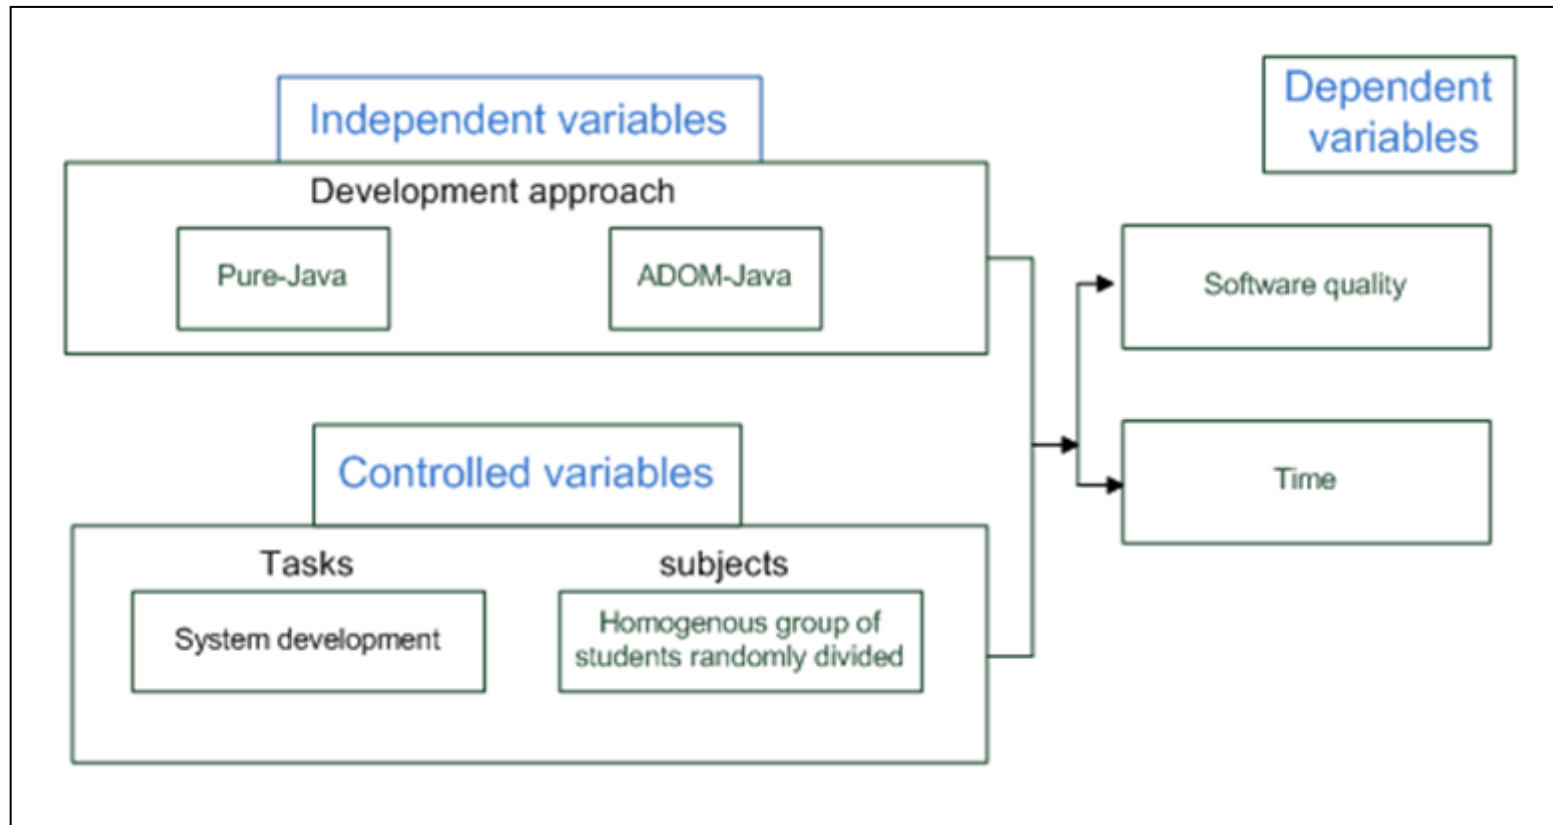 Independent variables
Development approach
Pure-Java
ADOM-Java
Controlled variables
Tasks
System development
subjects
Homogenous group of
students randomly divided
Dependent
variables
Software quality
Time